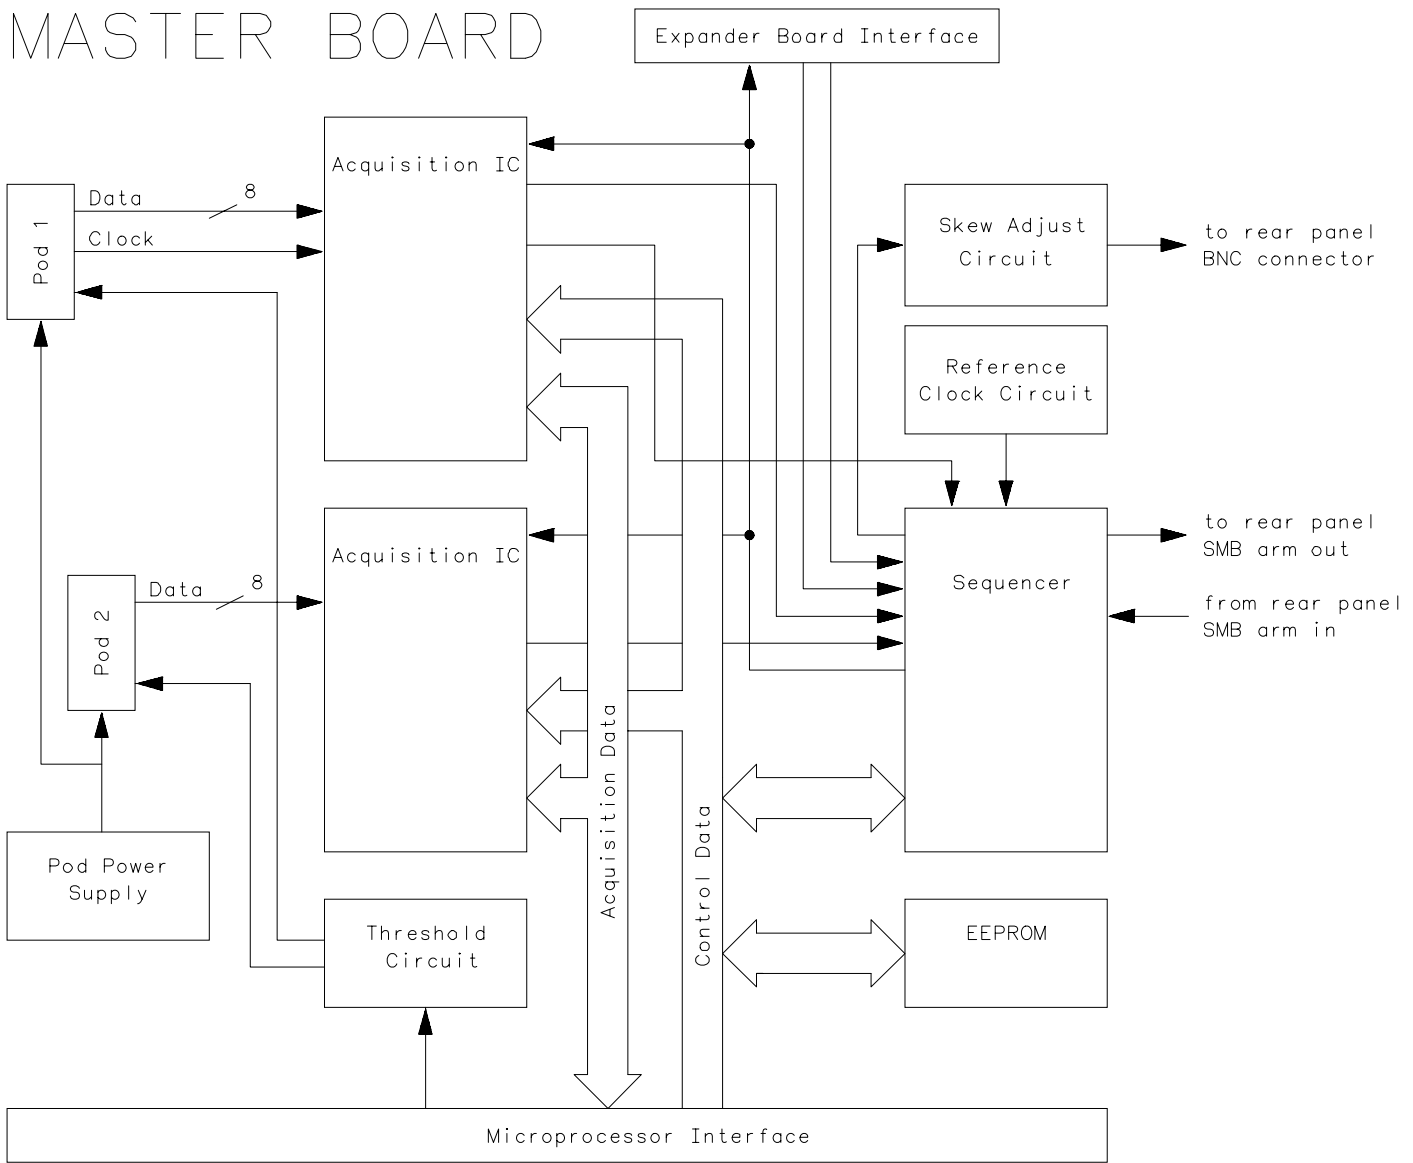 MASTER BOARD
Expander Board Interface
Acquisition IC
Data
8
Clock
Pod 1
Skew Adjust
Circuit
to rear panel
BNC connector
Reference
Clock Circuit
Acquisition IC
Data
8
Pod 2
Sequencer
to rear panel
SMB arm out
from rear panel
SMB arm in
Acquisition Data
Control Data
Pod Power
Supply
Threshold
Circuit
EEPROM
Microprocessor Interface